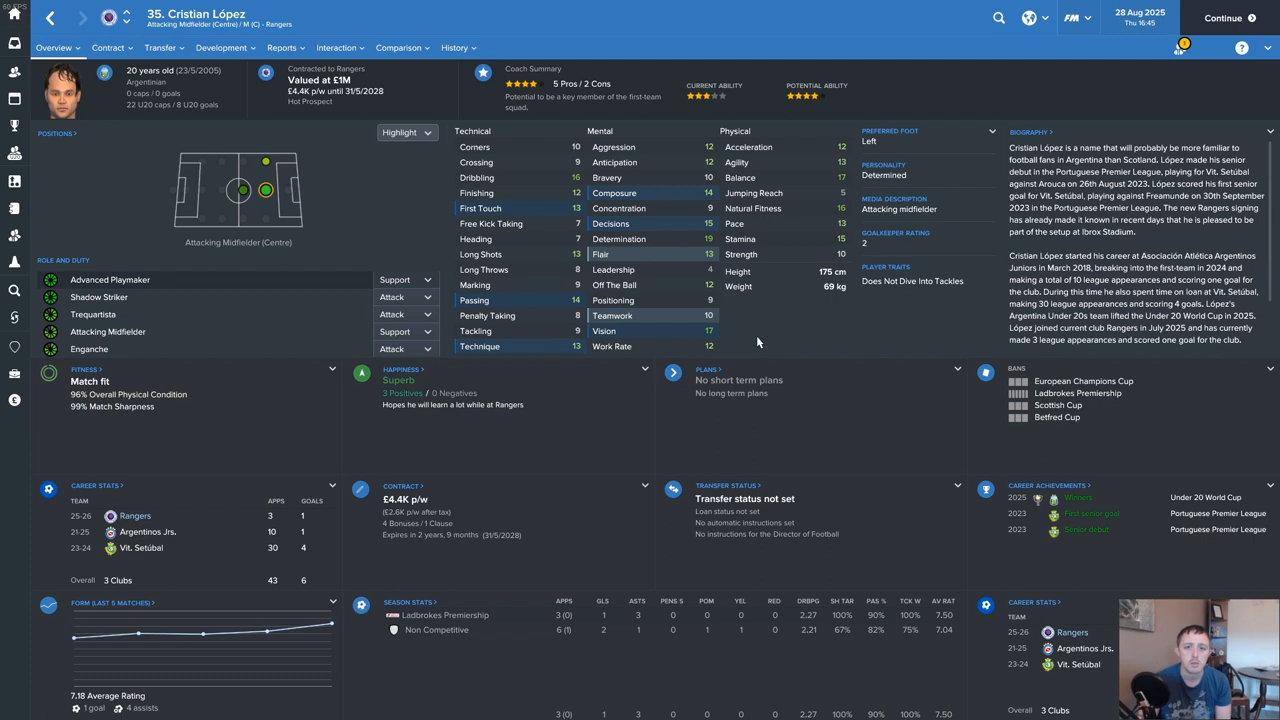 60 FPS
35. Cristian López
Attacking Midfielder (Centre) / M (C) - Rangers
FM
28 Aug 2025
Thu 16:45
Continue
Overview
Contract
Transfer
Development
Reports
Interaction
Comparison
History
1
?
20 years old (23/5/2005)
Argentinian
0 caps / 0 goals
22 U20 caps / 8 U20 goals
Contracted to Rangers
Valued at £1M
£4.4K p/w until 31/5/2028
Hot Prospect
Coach Summary
5 Pros / 2 Cons
Potential to be a key member of the first-team
squad.
CURRENT ABILITY
POTENTIAL ABILITY
POSITIONS >
Highlight
Attacking Midfielder (Centre)
ROLE AND DUTY
Advanced Playmaker Support
Shadow Striker Attack
Trequartista Attack
Attacking Midfielder Support
Enganche Attack
Technical
Corners 10
Crossing 9
Dribbling 16
Finishing 12
First Touch 13
Free Kick Taking 7
Heading 7
Long Shots 13
Long Throws 8
Marking 9
Passing 14
Penalty Taking 8
Tackling 9
Technique 13
Mental
Aggression 12
Anticipation 12
Bravery 10
Composure 14
Concentration 9
Decisions 15
Determination 19
Flair 13
Leadership 4
Off The Ball 12
Positioning 9
Teamwork 10
Vision 17
Work Rate 12
Physical
Acceleration 12
Agility 13
Balance 17
Jumping Reach 5
Natural Fitness 16
Pace 13
Stamina 15
Strength 10
Height 175 cm
Weight 69 kg
PREFERRED FOOT
Left
PERSONALITY
Determined
MEDIA DESCRIPTION
Attacking midfielder
GOALKEEPER RATING
2
PLAYER TRAITS
Does Not Dive Into Tackles
BIOGRAPHY >
Cristian López is a name that will probably be more familiar to
football fans in Argentina than Scotland. López made his senior
debut in the Portuguese Premier League, playing for Vit. Setúbal
against Arouca on 26th August 2023. López scored his first senior
goal for Vit. Setúbal, playing against Freamunde on 30th September
2023 in the Portuguese Premier League. The new Rangers signing
has already made it known in recent days that he is pleased to be
part of the setup at Ibrox Stadium.
Cristian López started his career at Asociación Atlética Argentinos
Juniors in March 2018, breaking into the first-team in 2024 and
making a total of 10 league appearances and scoring one goal for
the club. During this time he also spent time on loan at Vit. Setúbal,
making 30 league appearances and scoring 4 goals. López's
Argentina Under 20s team lifted the Under 20 World Cup in 2025.
López joined current club Rangers in July 2025 and has currently
made 3 league appearances and scored one goal for the club.
FITNESS >
Match fit
96% Overall Physical Condition
99% Match Sharpness
HAPPINESS >
Superb
3 Positives / 0 Negatives
Hopes he will learn a lot while at Rangers
PLANS >
No short term plans
No long term plans
BANS
European Champions Cup
Ladbrokes Premiership
Scottish Cup
Betfred Cup
CAREER STATS >
TEAM APPS GOALS
25-26 Rangers 3 1
21-25 Argentinos Jrs. 10 1
23-24 Vit. Setúbal 30 4
Overall 3 Clubs 43 6
CONTRACT >
£4.4K p/w
(£2.6K p/w after tax)
4 Bonuses / 1 Clause
Expires in 2 years, 9 months (31/5/2028)
TRANSFER STATUS >
Transfer status not set
Loan status not set
No automatic instructions set
No instructions for the Director of Football
CAREER ACHIEVEMENTS >
2025 Winners Under 20 World Cup
2023 First senior goal Portuguese Premier League
2023 Senior debut Portuguese Premier League
FORM (LAST 5 MATCHES) >
7.18 Average Rating
1 goal 4 assists
SEASON STATS >
APPS GLS ASTS PENS S POM YEL RED DRBPG SH TAR PAS % TCK W AV RAT
Ladbrokes Premiership 3 (0) 1 3 0 0 0 0 2.27 100% 90% 100% 7.50
Non Competitive 6 (1) 2 1 0 1 1 0 2.21 67% 82% 75% 7.04
3 (0) 1 3 0 0 0 0 2.27 100% 90% 100% 7.50
CAREER STATS >
TEAM
25-26 Rangers
21-25 Argentinos Jrs.
23-24 Vit. Setúbal
Overall 3 Clubs